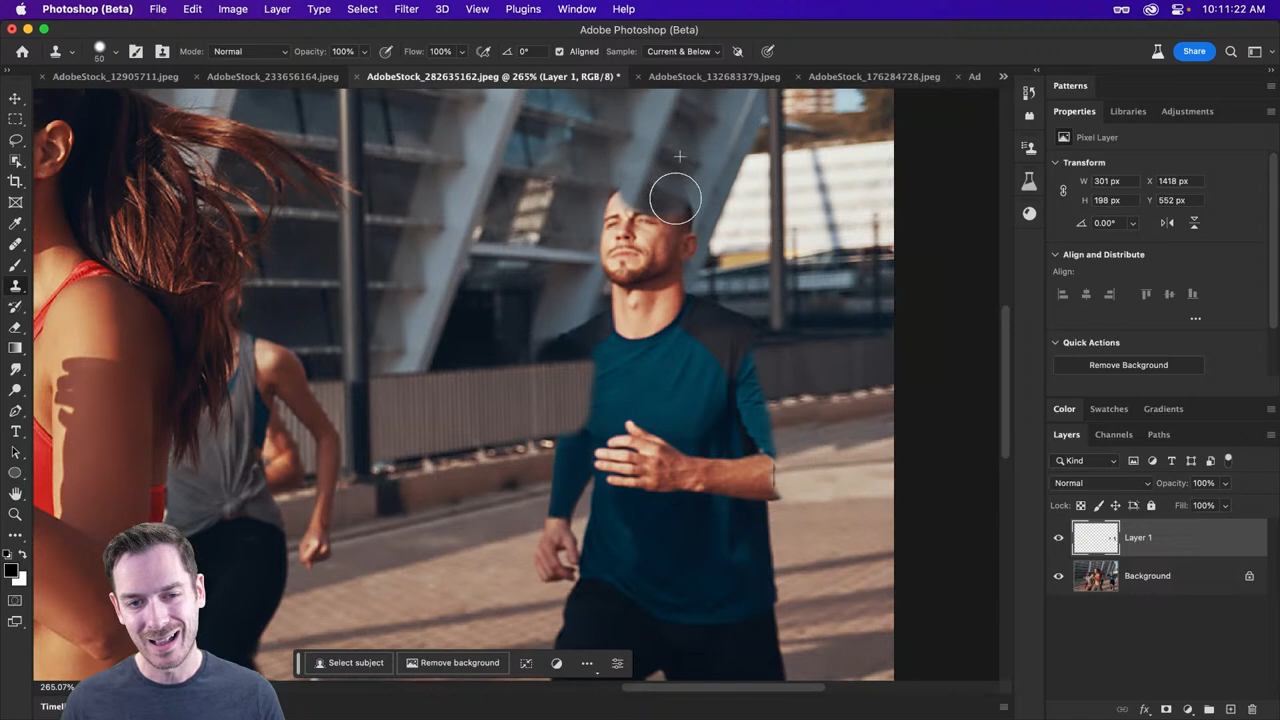 Photoshop (Beta) File Edit Image Layer Type Select Filter 3D View Plugins Window Help 10:11:22 AM
Adobe Photoshop (Beta)
50 Mode: Normal Opacity: 100% Flow: 100% 0° Aligned Sample: Current & Below Share
AdobeStock_12905711.jpeg AdobeStock_233656164.jpeg AdobeStock_282635162.jpeg @ 265% (Layer 1, RGB/8) * AdobeStock_132683379.jpeg AdobeStock_176284728.jpeg Ad
Patterns
Properties Libraries Adjustments
Pixel Layer
Transform
W 301 px X 1418 px
H 198 px Y 552 px
0.00°
Align and Distribute
Align:
Quick Actions
Remove Background
Color Swatches Gradients
Layers Channels Paths
Kind
Normal Opacity: 100%
Lock: Fill: 100%
Layer 1
Background
Select subject Remove background
265.07%
Timel